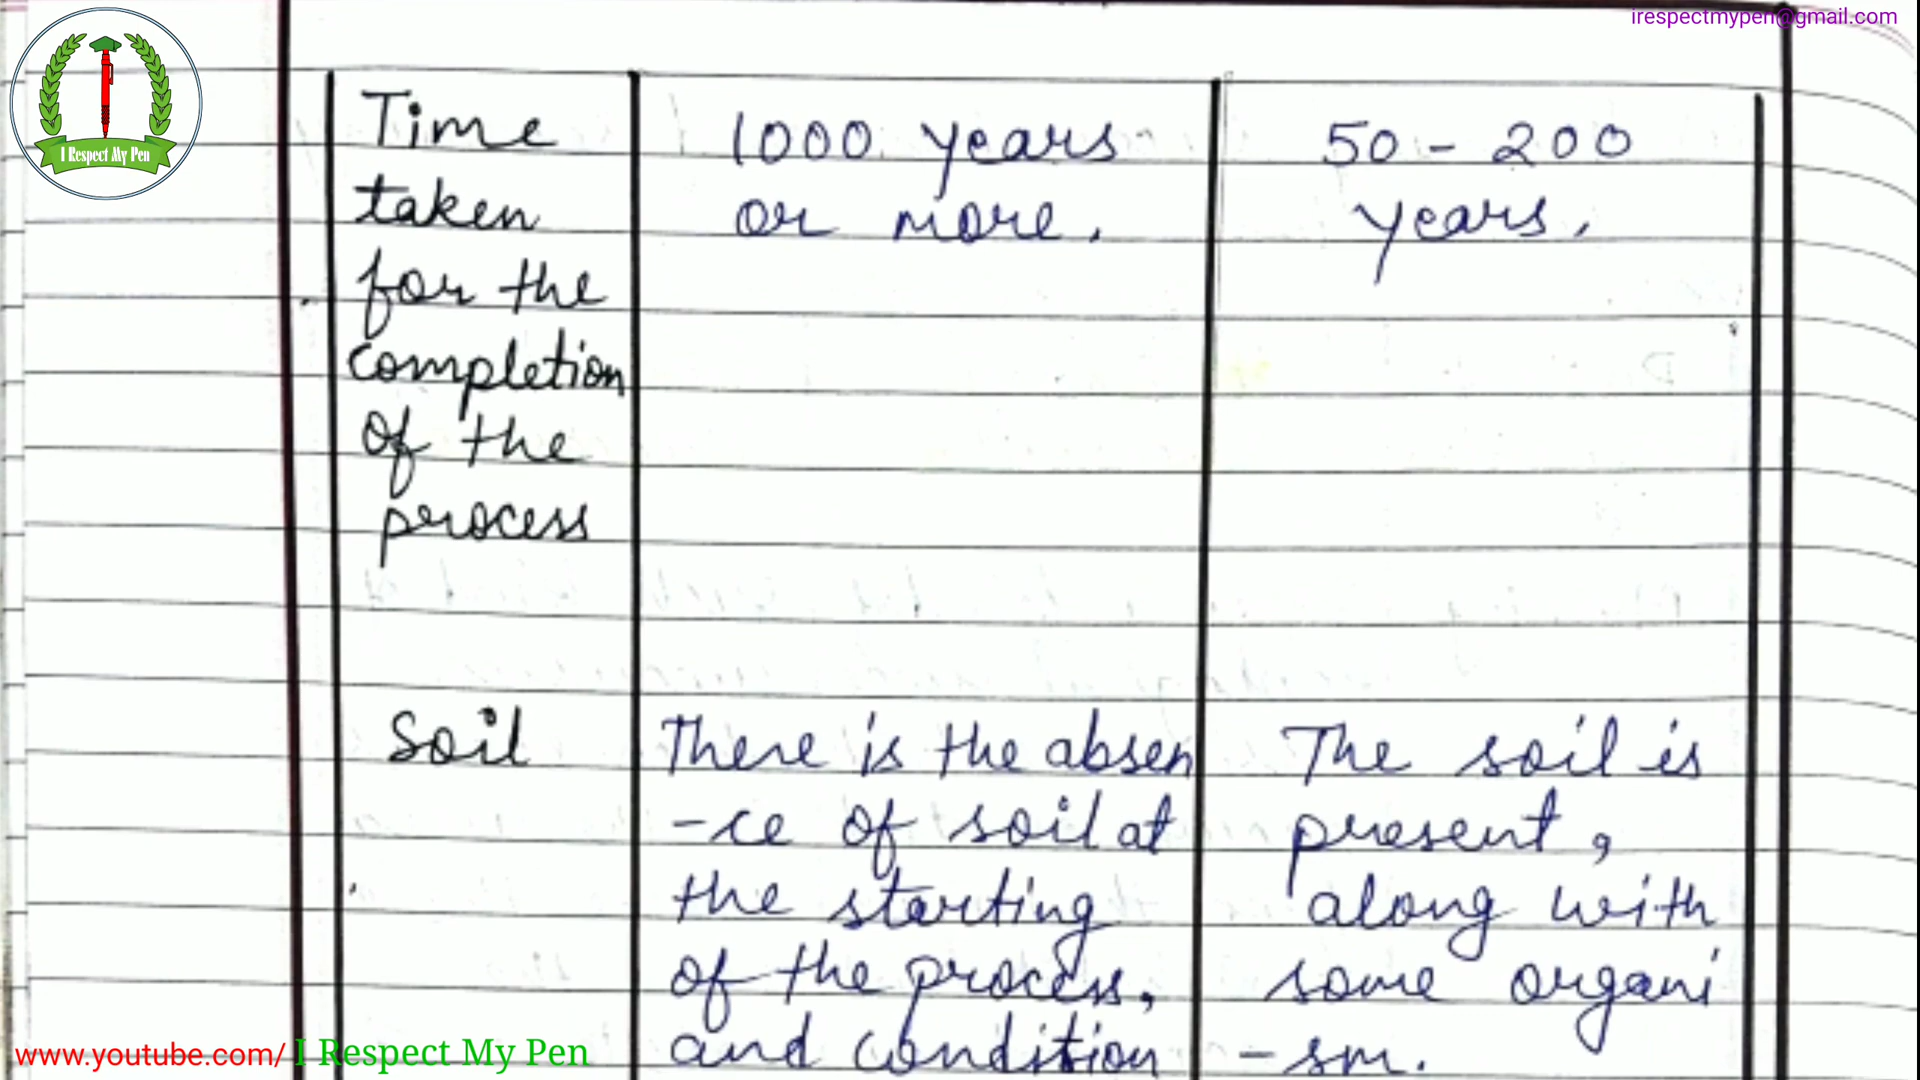 irespectmypen@gmail.com
I Respect My Pen
Time
taken
for the
completion
of the
process
1000 years
or more.
50 - 200
years.
Soil
There is the absen
-ce of soil at
the starting
of the process,
and condition
The soil is
present,
along with
some organi
-sm.
www.youtube.com/ I Respect My Pen